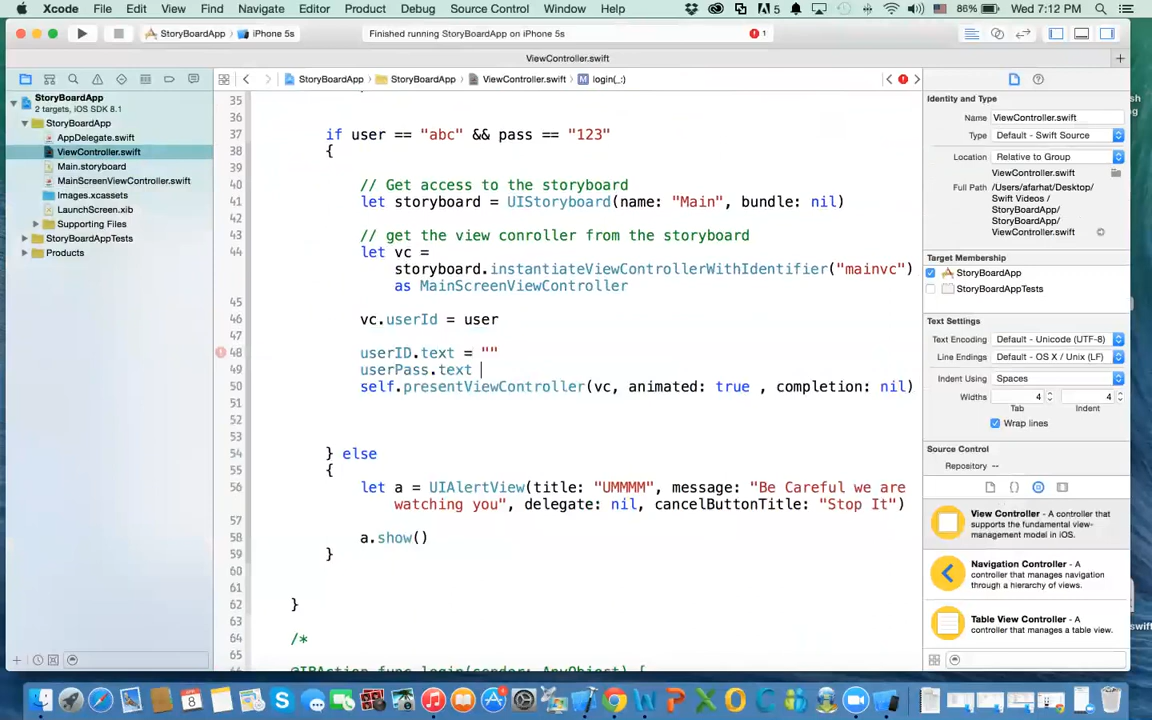 Xcode File Edit View Find Navigate Editor Product Debug Source Control Window Help 5 86% Wed 7:12 PM
StoryBoardApp iPhone 5s Finished running StoryBoardApp on iPhone 5s 1
ViewController.swift
StoryBoardApp StoryBoardApp ViewController.swift M login(_:)
StoryBoardApp
2 targets, iOS SDK 8.1
StoryBoardApp
AppDelegate.swift
ViewController.swift
Main.storyboard
MainScreenViewController.swift
Images.xcassets
LaunchScreen.xib
Supporting Files
StoryBoardAppTests
Products
35
36
37 if user == "abc" && pass == "123"
38 {
39
40 // Get access to the storyboard
41 let storyboard = UIStoryboard(name: "Main", bundle: nil)
42
43 // get the view conroller from the storyboard
44 let vc =
storyboard.instantiateViewControllerWithIdentifier("mainvc")
as MainScreenViewController
45
46 vc.userId = user
47
48 userID.text = ""
49 userPass.text
50 self.presentViewController(vc, animated: true , completion: nil)
51
52
53
54 } else
55 {
56 let a = UIAlertView(title: "UMMMM", message: "Be Careful we are
watching you", delegate: nil, cancelButtonTitle: "Stop It")
57
58 a.show()
59 }
60
61
62 }
63
64 /*
65
66 @IBAction func login(sender: AnyObject) {
Identity and Type
Name ViewController.swift
Type Default - Swift Source
Location Relative to Group
ViewController.swift
Full Path /Users/afarhat/Desktop/
Swift Videos /
StoryBoardApp/
StoryBoardApp/
ViewController.swift
Target Membership
StoryBoardApp
StoryBoardAppTests
Text Settings
Text Encoding Default - Unicode (UTF-8)
Line Endings Default - OS X / Unix (LF)
Indent Using Spaces
Widths 4 4
Tab Indent
Wrap lines
Source Control
Repository --
View Controller - A controller that
supports the fundamental view-
management model in iOS.
Navigation Controller - A
controller that manages navigation
through a hierarchy of views.
Table View Controller - A
controller that manages a table view.